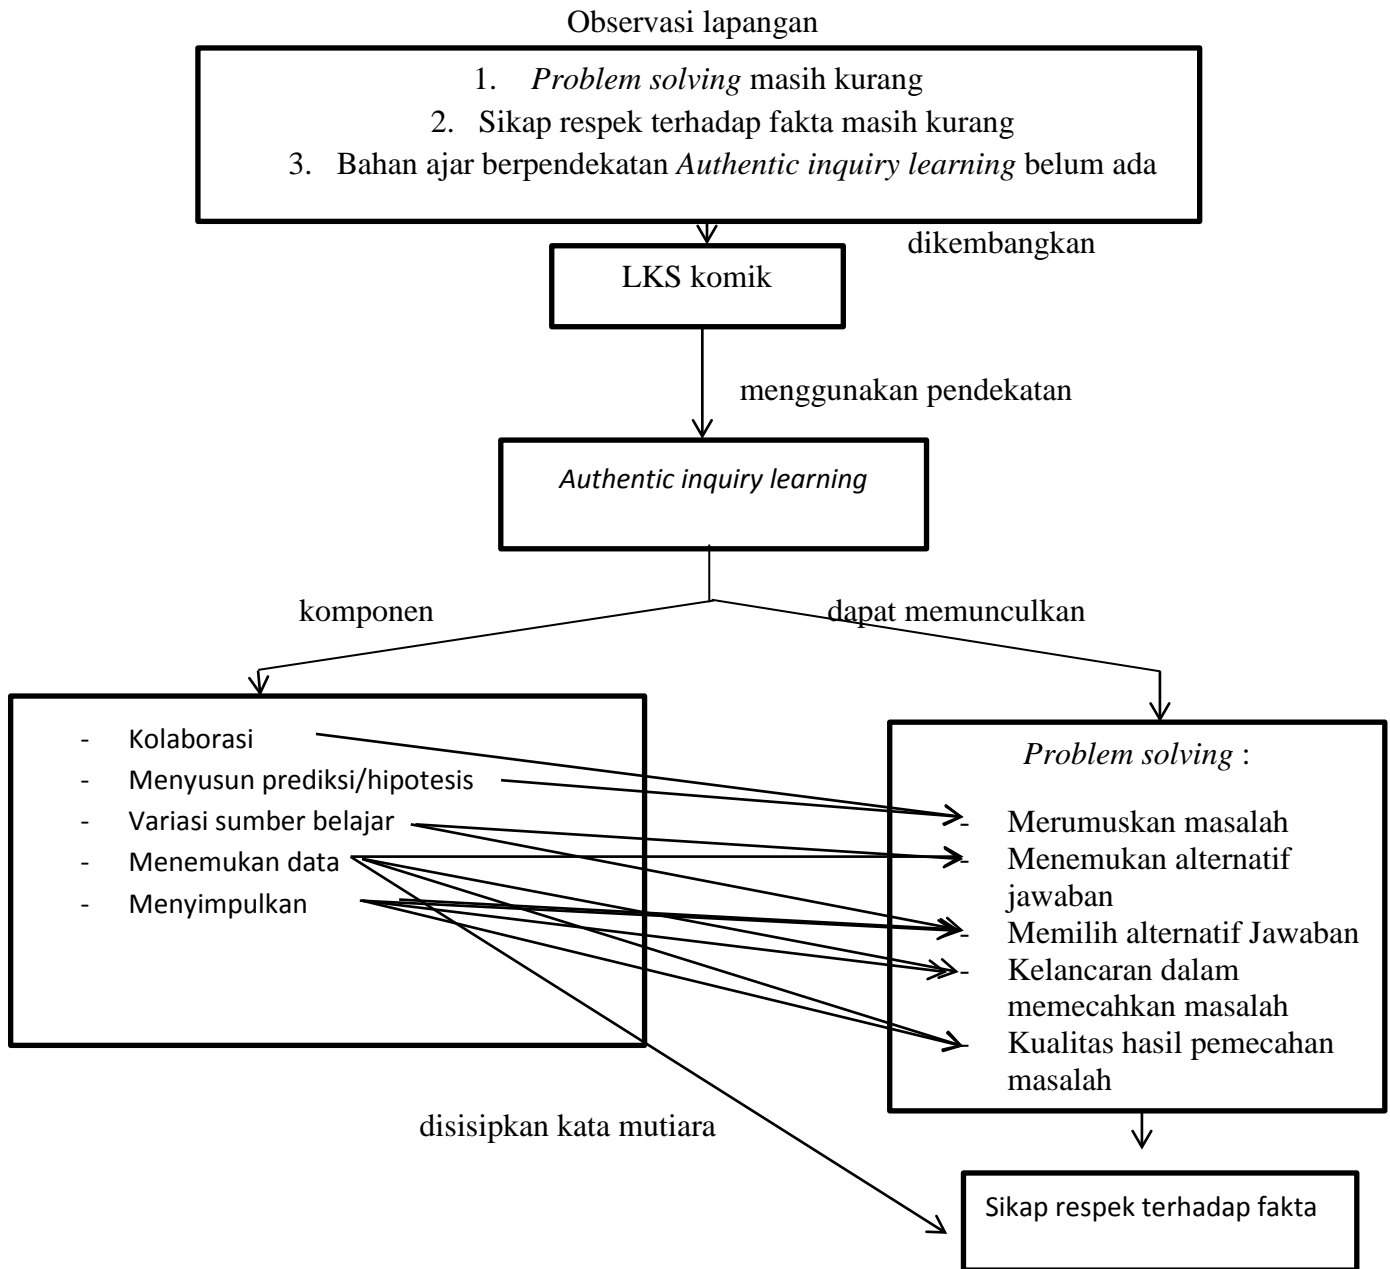 Observasi lapangan
1. Problem solving masih kurang
2. Sikap respek terhadap fakta masih kurang
3. Bahan ajar berpendekatan Authentic inquiry learning belum ada
dikembangkan
LKS komik
menggunakan pendekatan
Authentic inquiry learning
komponen
dapat memunculkan
- Kolaborasi
- Menyusun prediksi/hipotesis
- Variasi sumber belajar
- Menemukan data
- Menyimpulkan
Problem solving :
- Merumuskan masalah
- Menemukan alternatif
jawaban
- Memilih alternatif Jawaban
- Kelancaran dalam
memecahkan masalah
- Kualitas hasil pemecahan
masalah
disisipkan kata mutiara
Sikap respek terhadap fakta